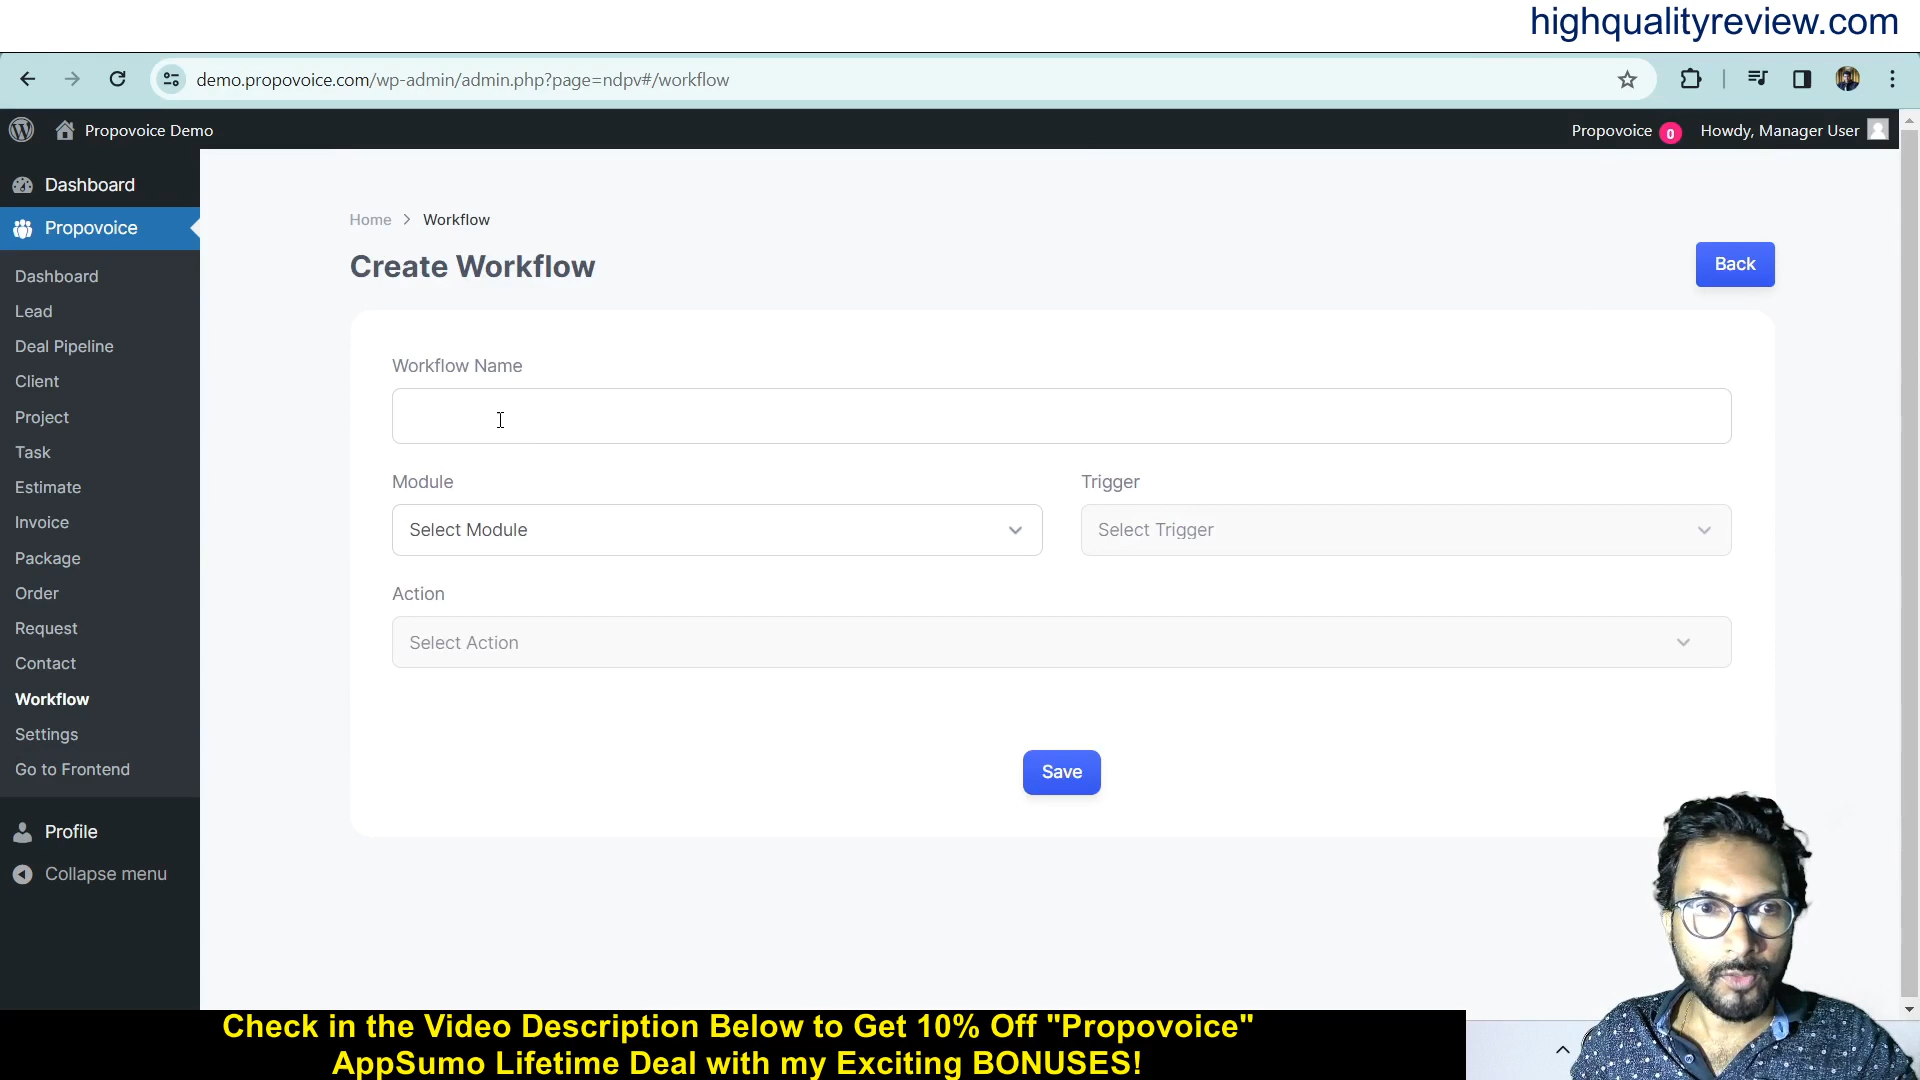 highqualityreview.com
demo.propovoice.com/wp-admin/admin.php?page=ndpv#/workflow
Propovoice Demo
Propovoice 0 Howdy, Manager User
Dashboard
Propovoice
Dashboard
Lead
Deal Pipeline
Client
Project
Task
Estimate
Invoice
Package
Order
Request
Contact
Workflow
Settings
Go to Frontend
Profile
Collapse menu
Home > Workflow
Create Workflow
Back
Workflow Name
Module
Trigger
Select Module
Select Trigger
Action
Select Action
Save
Check in the Video Description Below to Get 10% Off "Propovoice"
AppSumo Lifetime Deal with my Exciting BONUSES!